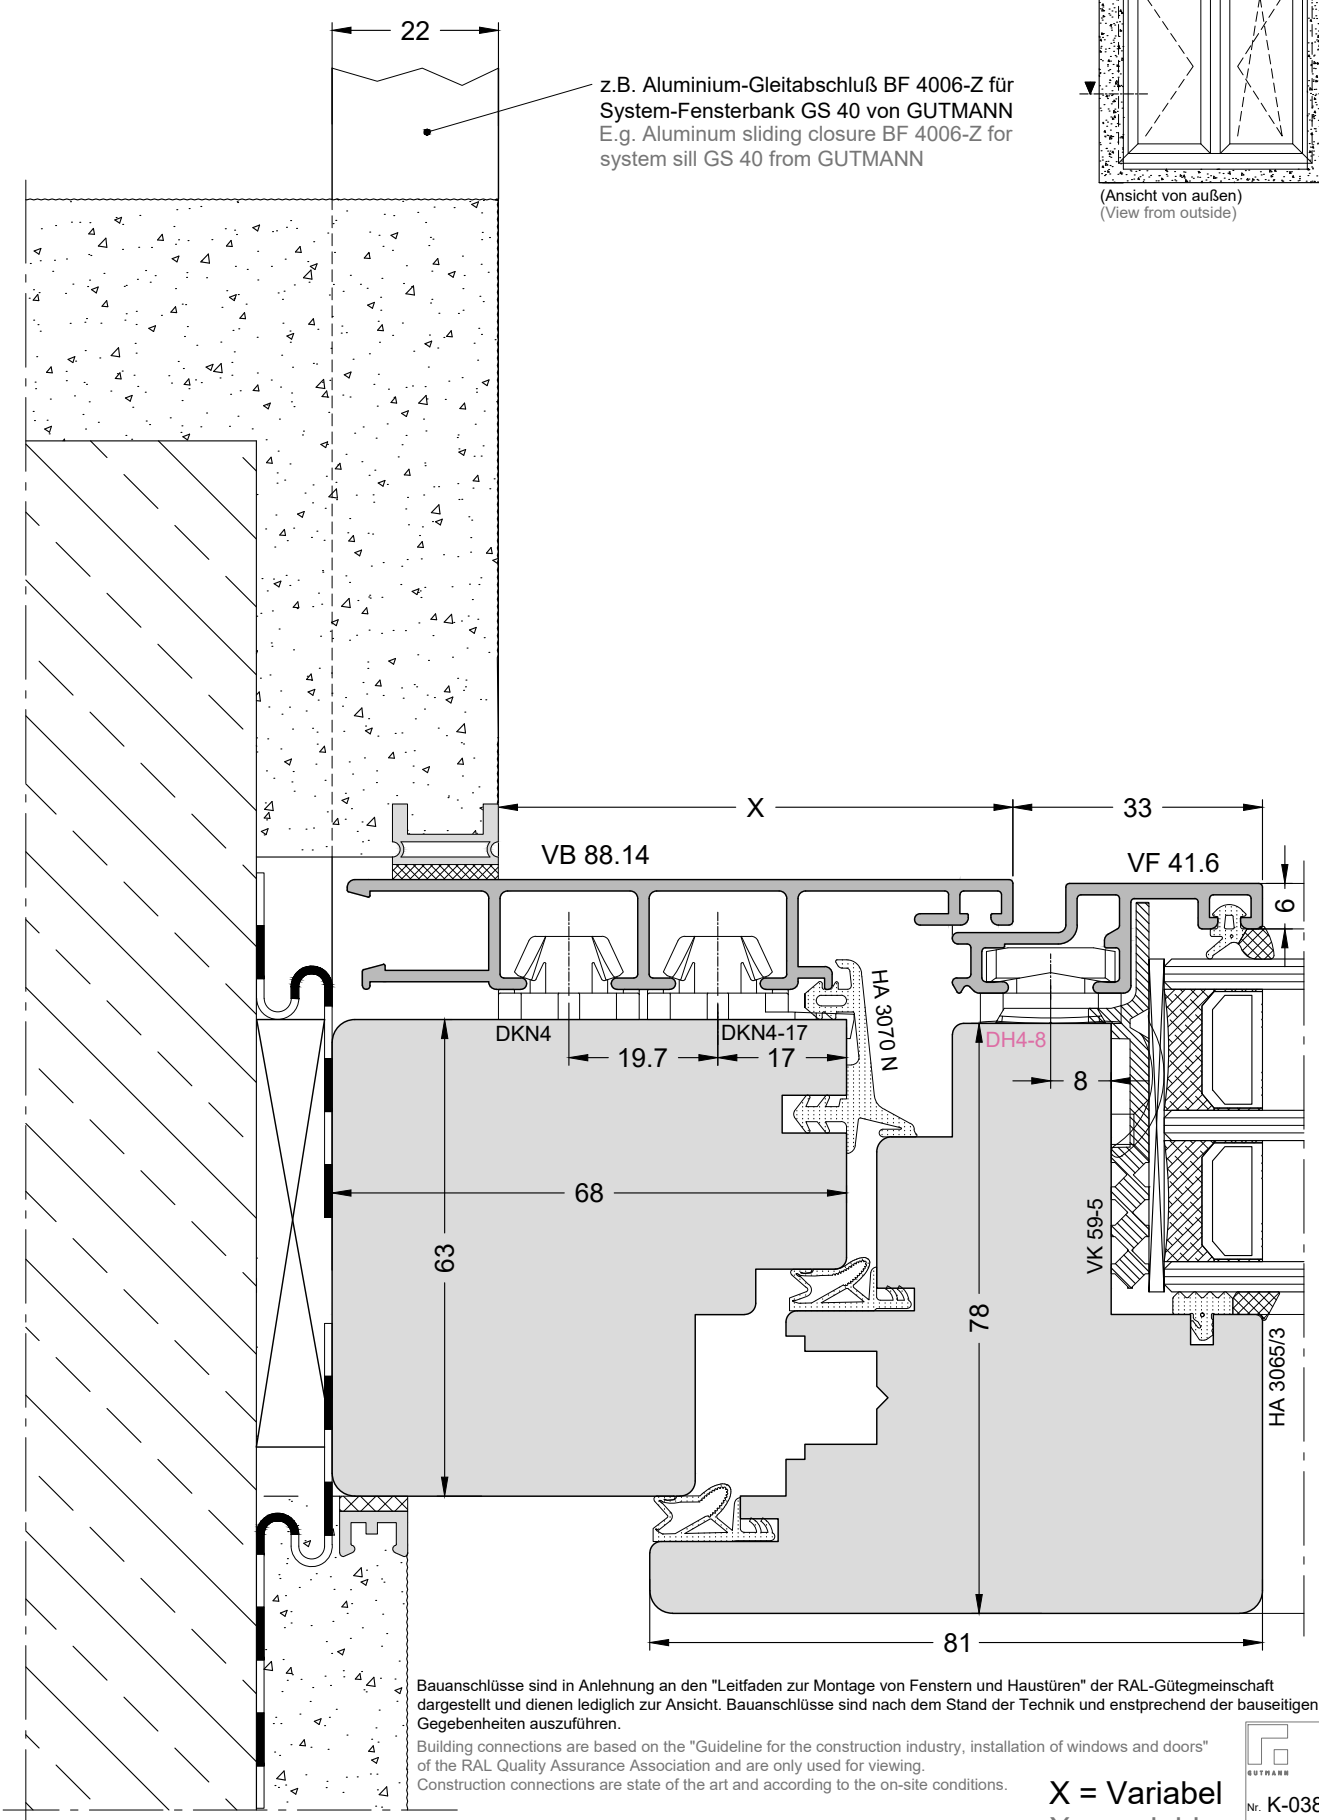 22
z.B. Aluminium-Gleitabschluß BF 4006-Z für
System-Fensterbank GS 40 von GUTMANN
E.g. Aluminum sliding closure BF 4006-Z for
system sill GS 40 from GUTMANN
(Ansicht von außen)
(View from outside)
X
33
VB 88.14
VF 41.6
6
HA 3070 N
DKN4
DKN4-17
DH4-8
19.7
17
8
68
63
VK 59-5
78
HA 3065/3
81
Bauanschlüsse sind in Anlehnung an den "Leitfaden zur Montage von Fenstern und Haustüren" der RAL-Gütegmeinschaft
dargestellt und dienen lediglich zur Ansicht. Bauanschlüsse sind nach dem Stand der Technik und enstprechend der bauseitigen
Gegebenheiten auszuführen.
Building connections are based on the "Guideline for the construction industry, installation of windows and doors"
of the RAL Quality Assurance Association and are only used for viewing.
Construction connections are state of the art and according to the on-site conditions.
X = Variabel
GUTMANN
Nr. K-038